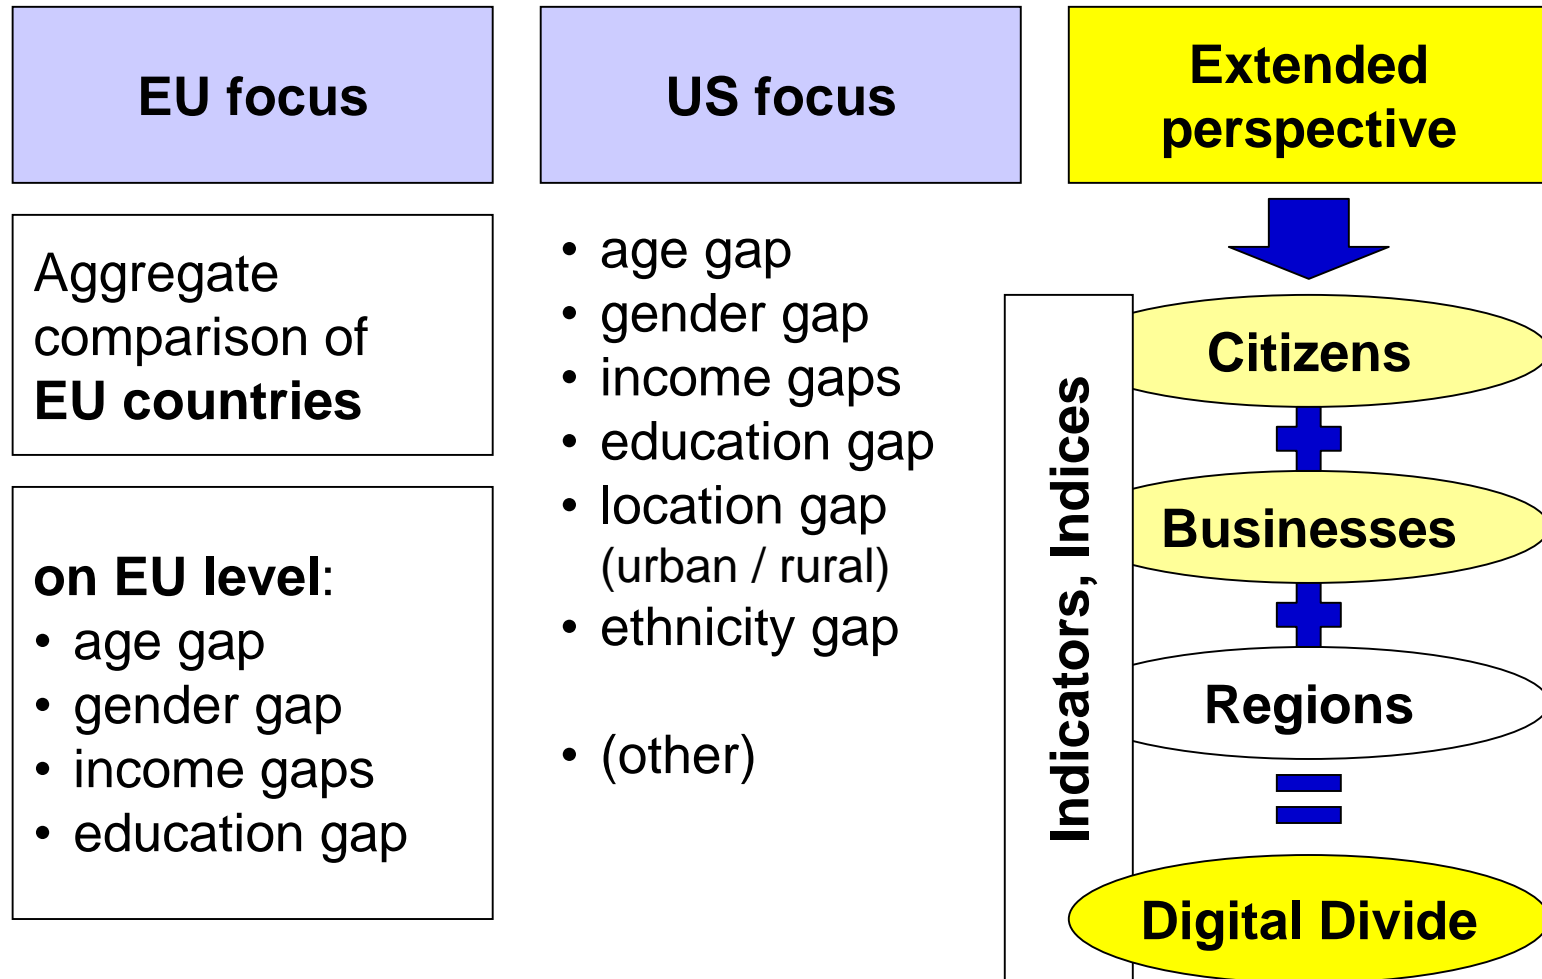 EU focus
Aggregate
comparison of
EU countries
on EU level:
• age gap
• gender gap
• income gaps
• education gap
US focus
• age gap
• gender gap
• income gaps
• education gap
• location gap
(urban / rural)
• ethnicity gap
• (other)
Extended
perspective
Indicators, Indices
Citizens
Businesses
Regions
Digital Divide